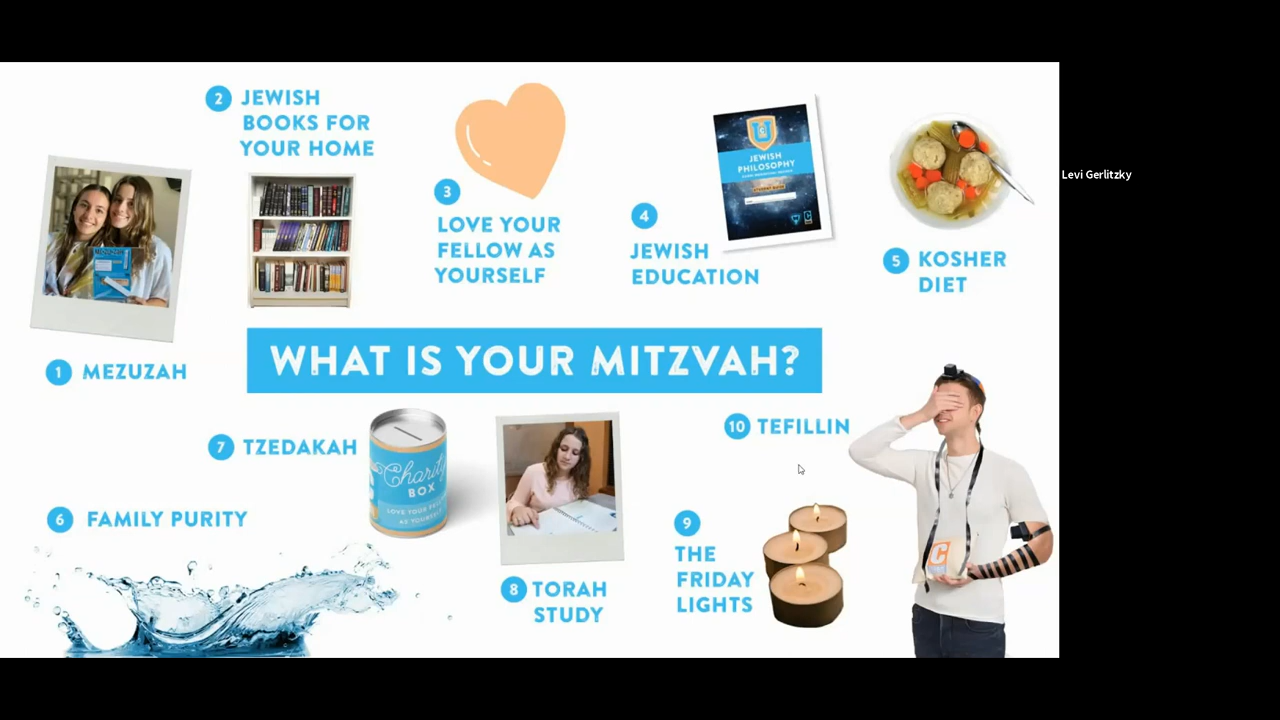 2 JEWISH
BOOKS FOR
YOUR HOME
3
LOVE YOUR
FELLOW AS
YOURSELF
4
JEWISH
EDUCATION
JEWISH
PHILOSOPHY
5 KOSHER
DIET
Levi Gerlitzky
1 MEZUZAH
WHAT IS YOUR MITZVAH?
7 TZEDAKAH
Charity
BOX
LOVE YOUR
AS YOURSELF
10 TEFILLIN
6 FAMILY PURITY
8 TORAH
STUDY
9
THE
FRIDAY
LIGHTS